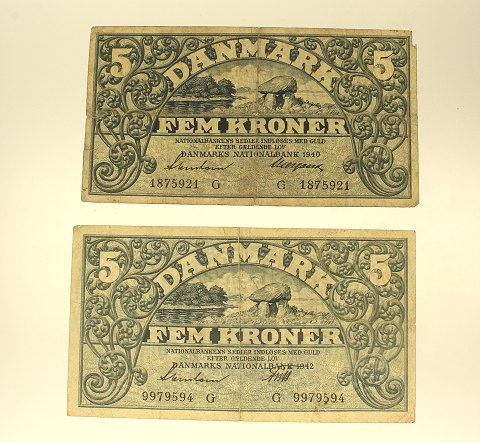 5 DANMARK 5
FEM KRONER
NATIONALBANKENS SEDLER INDLØSES MED GULD
EFTER GÆLDENDE LOV
DANMARKS NATIONALBANK 1940
1875921 G G 1875921
5 DANMARK 5
FEM KRONER
NATIONALBANKENS SEDLER INDLØSES MED GULD
EFTER GÆLDENDE LOV
DANMARKS NATIONALBANK 1942
9979594 G G 9979594